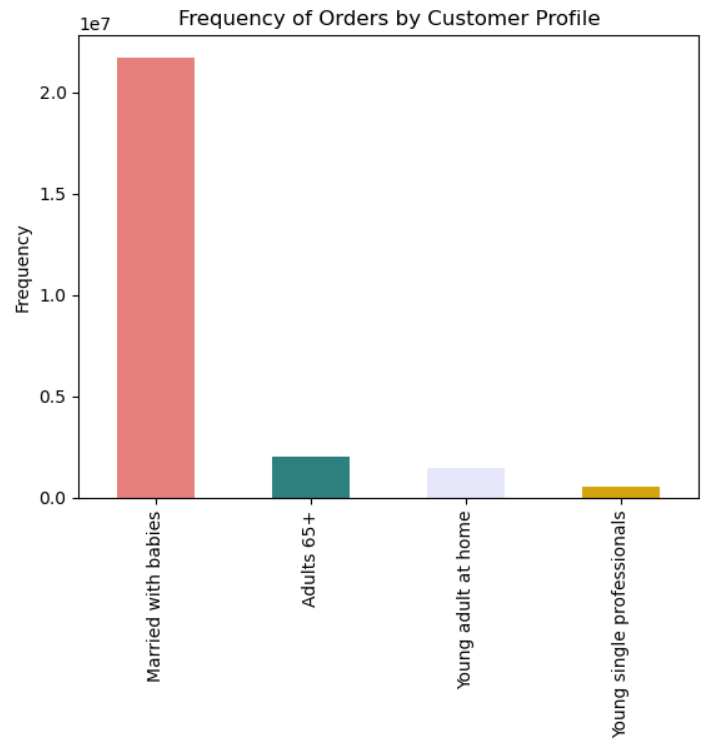 Frequency of Orders by Customer Profile
1e7
2.0
1.5
1.0
0.5
0.0
Frequency
Married with babies
Adults 65+
Young adult at home
Young single professionals